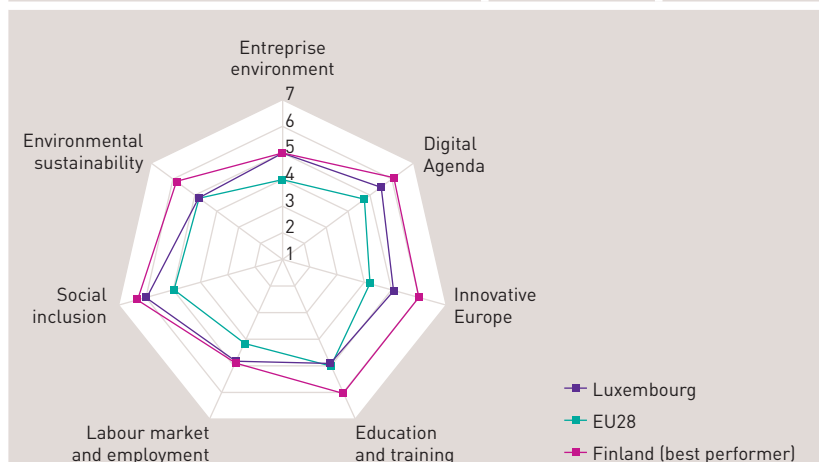 Entreprise
environment
7
6
5
4
3
2
1
Environmental
sustainability
Digital
Agenda
Social
inclusion
Innovative
Europe
Labour market
and employment
Education
and training
Luxembourg
EU28
Finland (best performer)